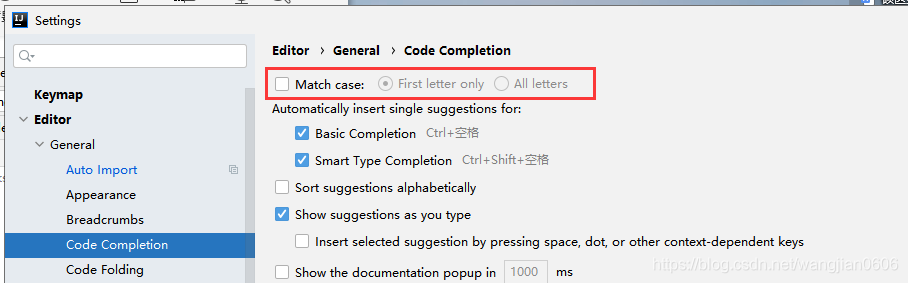 IJ Settings
Editor › General › Code Completion
Match case: First letter only All letters
Keymap
Automatically insert single suggestions for:
Editor
Basic Completion Ctrl+空格
General
Smart Type Completion Ctrl+Shift+空格
Auto Import
Sort suggestions alphabetically
Appearance
Show suggestions as you type
Breadcrumbs
Insert selected suggestion by pressing space, dot, or other context-dependent keys
Code Completion
Show the documentation popup in 1000 ms
Code Folding
https://blog.csdn.net/wangjian0606